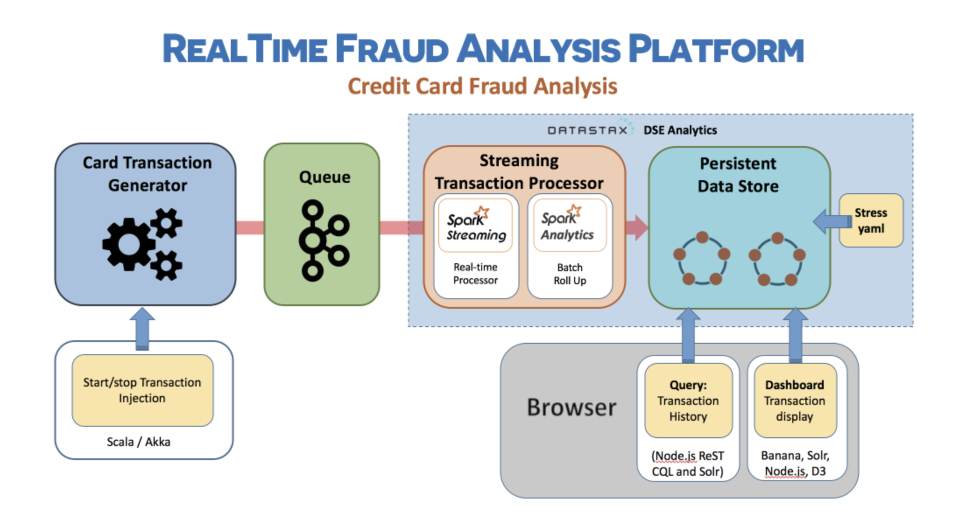 REALTIME FRAUD ANALYSIS PLATFORM
Credit Card Fraud Analysis
DATASTAX DSE Analytics
Card Transaction
Generator
Queue
Streaming
Transaction Processor
Spark
Streaming
Real-time
Processor
Spark
Analytics
Batch
Roll Up
Persistent
Data Store
Stress
yaml
Start/stop Transaction
Injection
Scala / Akka
Browser
Query:
Transaction
History
(Node.js ReST
CQL and Solr)
Dashboard
Transaction
display
Banana, Solr,
Node.js, D3